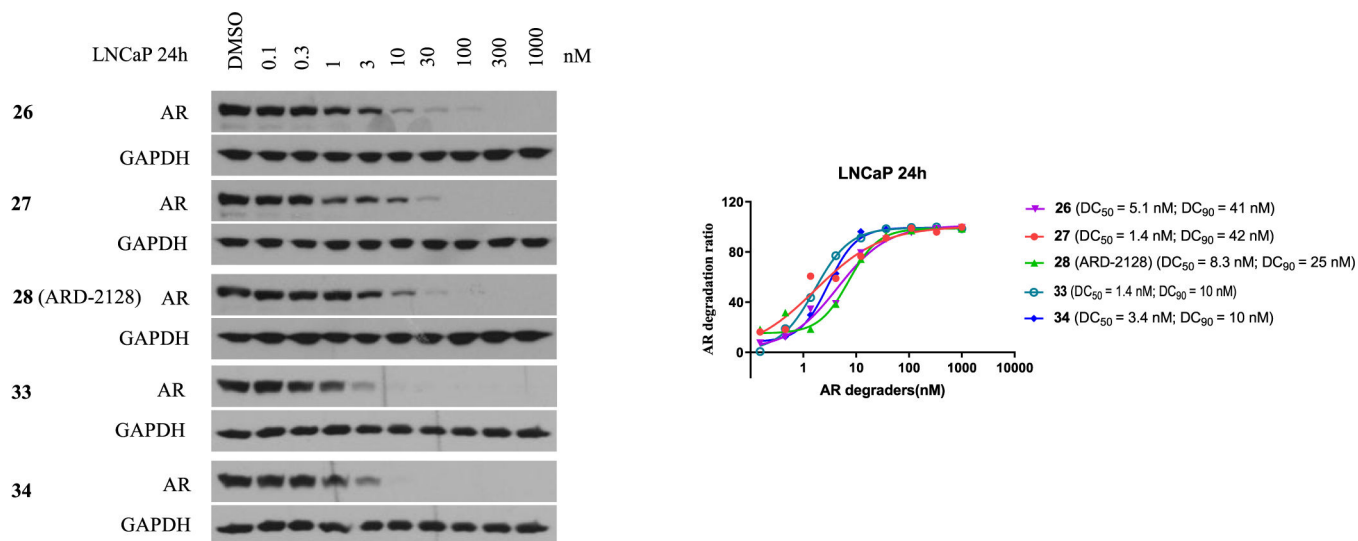 LNCaP 24h DMSO 0.1 0.3 1 3 10 30 100 300 1000 nM
26 AR
GAPDH
27 AR
GAPDH
28 (ARD-2128) AR
GAPDH
33 AR
GAPDH
34 AR
GAPDH
LNCaP 24h
AR degradation ratio
120
80
40
0
1 10 100 1000 10000
AR degraders(nM)
26 (DC50 = 5.1 nM; DC90 = 41 nM)
27 (DC50 = 1.4 nM; DC90 = 42 nM)
28 (ARD-2128) (DC50 = 8.3 nM; DC90 = 25 nM)
33 (DC50 = 1.4 nM; DC90 = 10 nM)
34 (DC50 = 3.4 nM; DC90 = 10 nM)